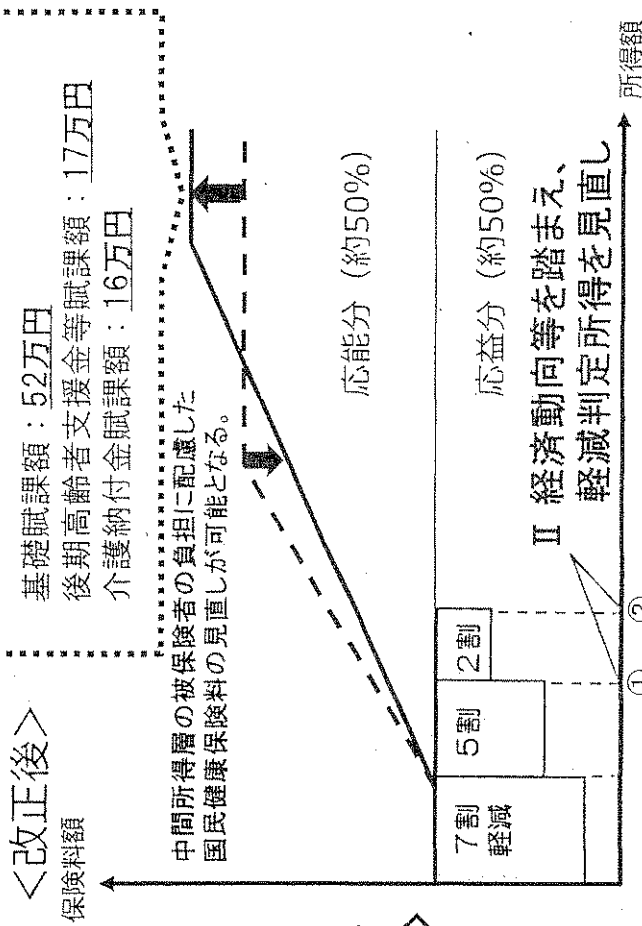 <改正後>
基礎賦課額：52万円
後期高齢者支援金等賦課額：17万円
介護納付金賦課額：16万円
保険料額
中間所得層の被保険者の負担に配慮した
国民健康保険料の見直しが可能となる。
応能分（約50%）
応益分（約50%）
7割
軽減
5割
2割
Ⅱ 経済動向等を踏まえ、
軽減判定所得を見直し
①
②
所得額